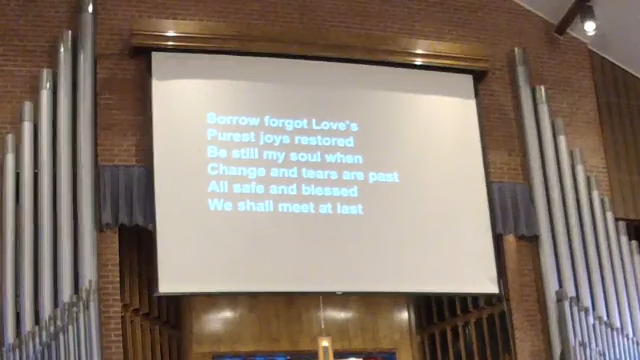 Sorrow forgot Love's
Purest joys restored
Be still my soul when
Change and tears are past
All safe and blessed
We shall meet at last